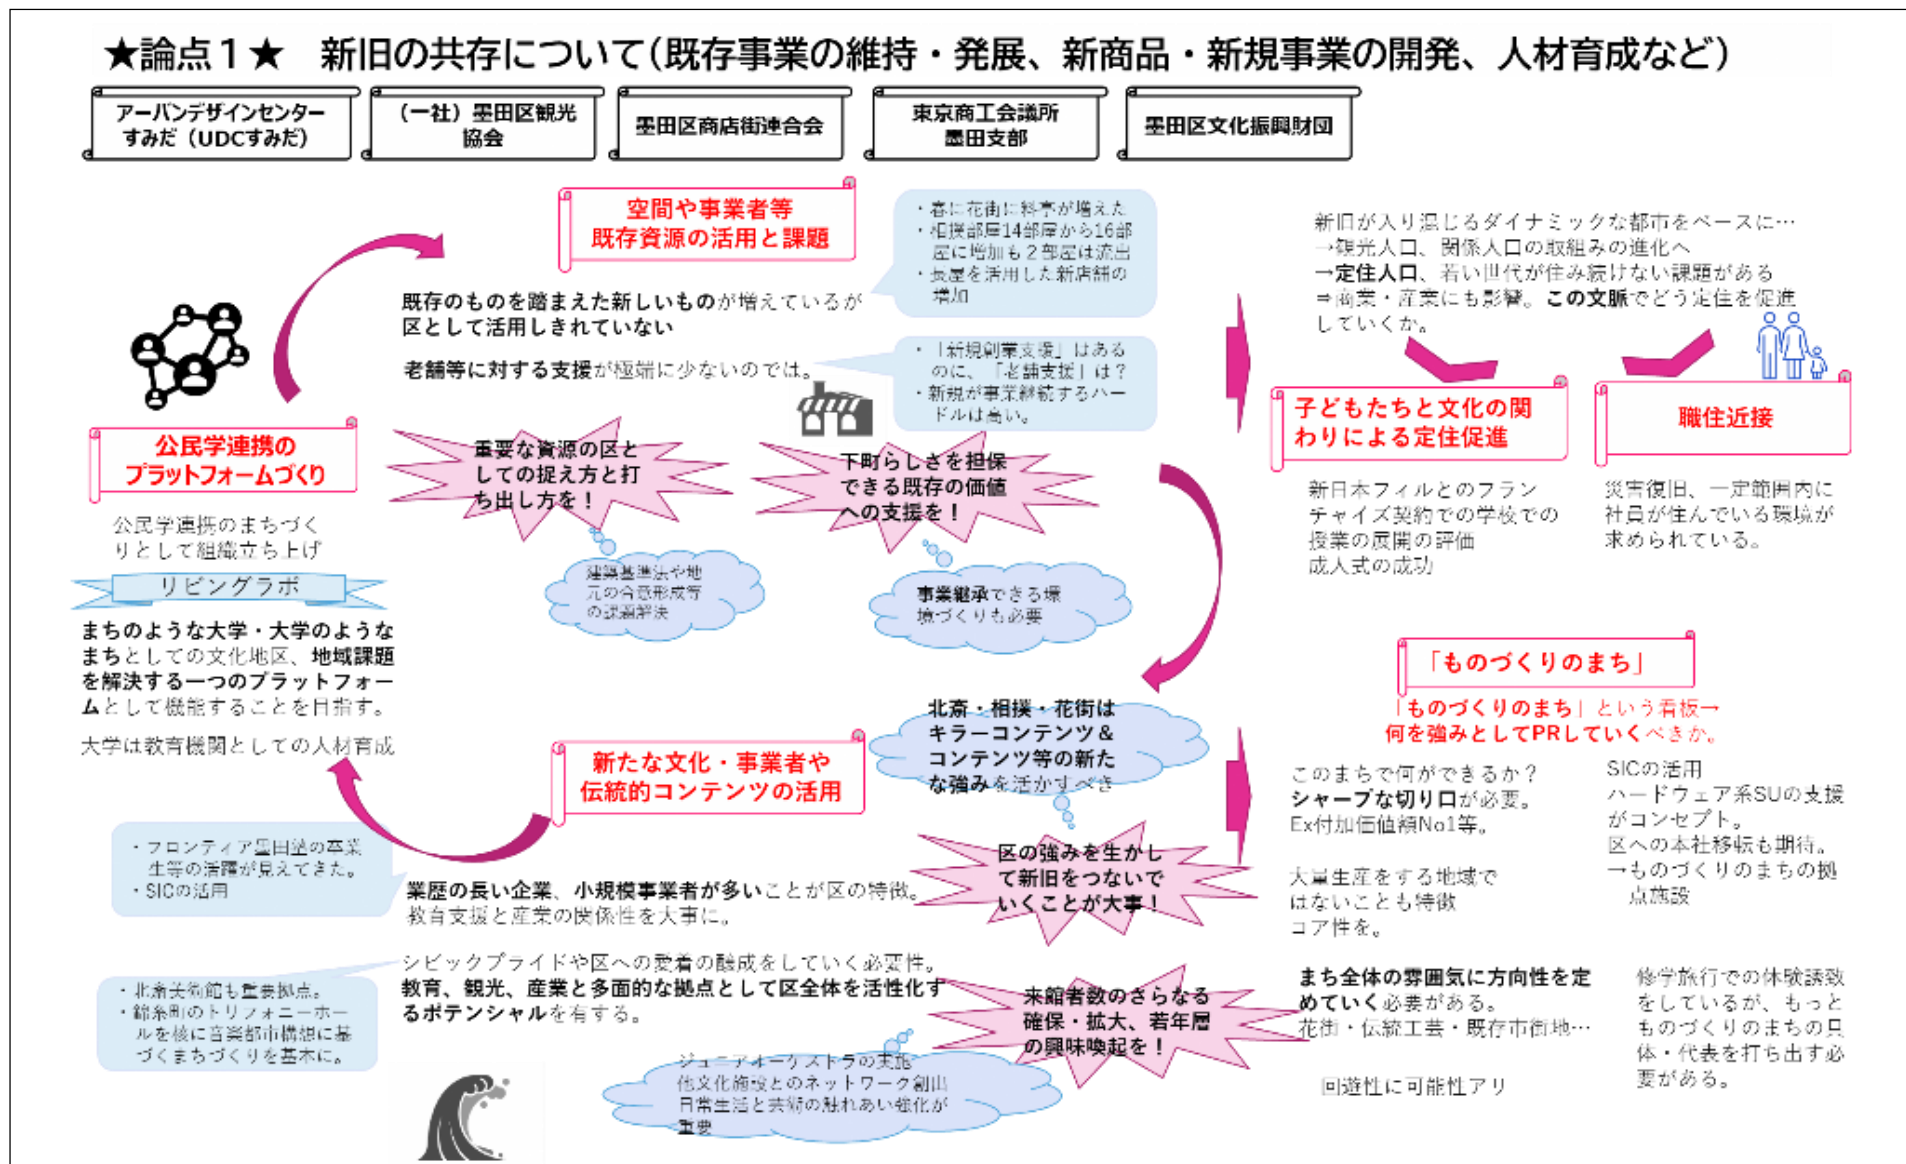 ★論点１★　新旧の共存について（既存事業の維持・発展、新商品・新規事業の開発、人材育成など）
アーバンデザインセンター
すみだ（UDCすみだ）
（一社）墨田区観光
協会
墨田区商店街連合会
東京商工会議所
墨田支部
墨田区文化振興財団
空間や事業者等
既存資源の活用と課題
・春に花街に料亭が増えた
・相撲部屋14部屋から16部
屋に増加も２部屋は流出
・長屋を活用した新店舗の
増加
既存のものを踏まえた新しいものが増えているが
区として活用しきれていない
老舗等に対する支援が極端に少ないのでは。
・「新規創業支援」はある
のに、「老舗支援」は？
・新規が事業継続するハー
ドルは高い。
重要な資源の区と
しての捉え方と打
ち出し方を！
下町らしさを担保
できる既存の価値
への支援を！
建築基準法や地
元の合意形成等
の課題解決
事業継承できる環
境づくりも必要
公民学連携の
プラットフォームづくり
公民学連携のまちづく
りとして組織立ち上げ
リビングラボ
まちのような大学・大学のような
まちとしての文化地区、地域課題
を解決する一つのプラットフォー
ムとして機能することを目指す。
大学は教育機関としての人材育成
新たな文化・事業者や
伝統的コンテンツの活用
北斎・相撲・花街は
キラーコンテンツ＆
コンテンツ等の新た
な強みを活かすべき
・フロンティア墨田塾の卒業
生等の活躍が見えてきた。
・SICの活用
業歴の長い企業、小規模事業者が多いことが区の特徴。
教育支援と産業の関係性を大事に。
区の強みを生かし
て新旧をつないで
いくことが大事！
シビックプライドや区への愛着の醸成をしていく必要性。
教育、観光、産業と多面的な拠点として区全体を活性化す
るポテンシャルを有する。
・北斎美術館も重要拠点。
・錦糸町のトリフォニーホー
ルを核に音楽都市構想に基
づくまちづくりを基本に。
来館者数のさらなる
確保・拡大、若年層
の興味喚起を！
ジュニアオーケストラの実施
他文化施設とのネットワーク創出
日常生活と芸術の触れあい強化が
重要
新旧が入り混じるダイナミックな都市をベースに…
→観光人口、関係人口の取組みの進化へ
→定住人口、若い世代が住み続けない課題がある
⇒商業・産業にも影響。この文脈でどう定住を促進
していくか。
子どもたちと文化の関
わりによる定住促進
新日本フィルとのフラン
チャイズ契約での学校での
授業の展開の評価
成人式の成功
職住近接
災害復旧、一定範囲内に
社員が住んでいる環境が
求められている。
「ものづくりのまち」
「ものづくりのまち」という看板→
何を強みとしてPRしていくべきか。
このまちで何ができるか？
シャープな切り口が必要。
Ex付加価値額No1等。
大量生産をする地域で
はないことも特徴
コア性を。
SICの活用
ハードウェア系SUの支援
がコンセプト。
区への本社移転も期待。
→ものづくりのまちの拠
点施設
まち全体の雰囲気に方向性を定
めていく必要がある。
花街・伝統工芸・既存市街地…
回遊性に可能性アリ
修学旅行での体験誘致
をしているが、もっと
ものづくりのまちの具
体・代表を打ち出す必
要がある。